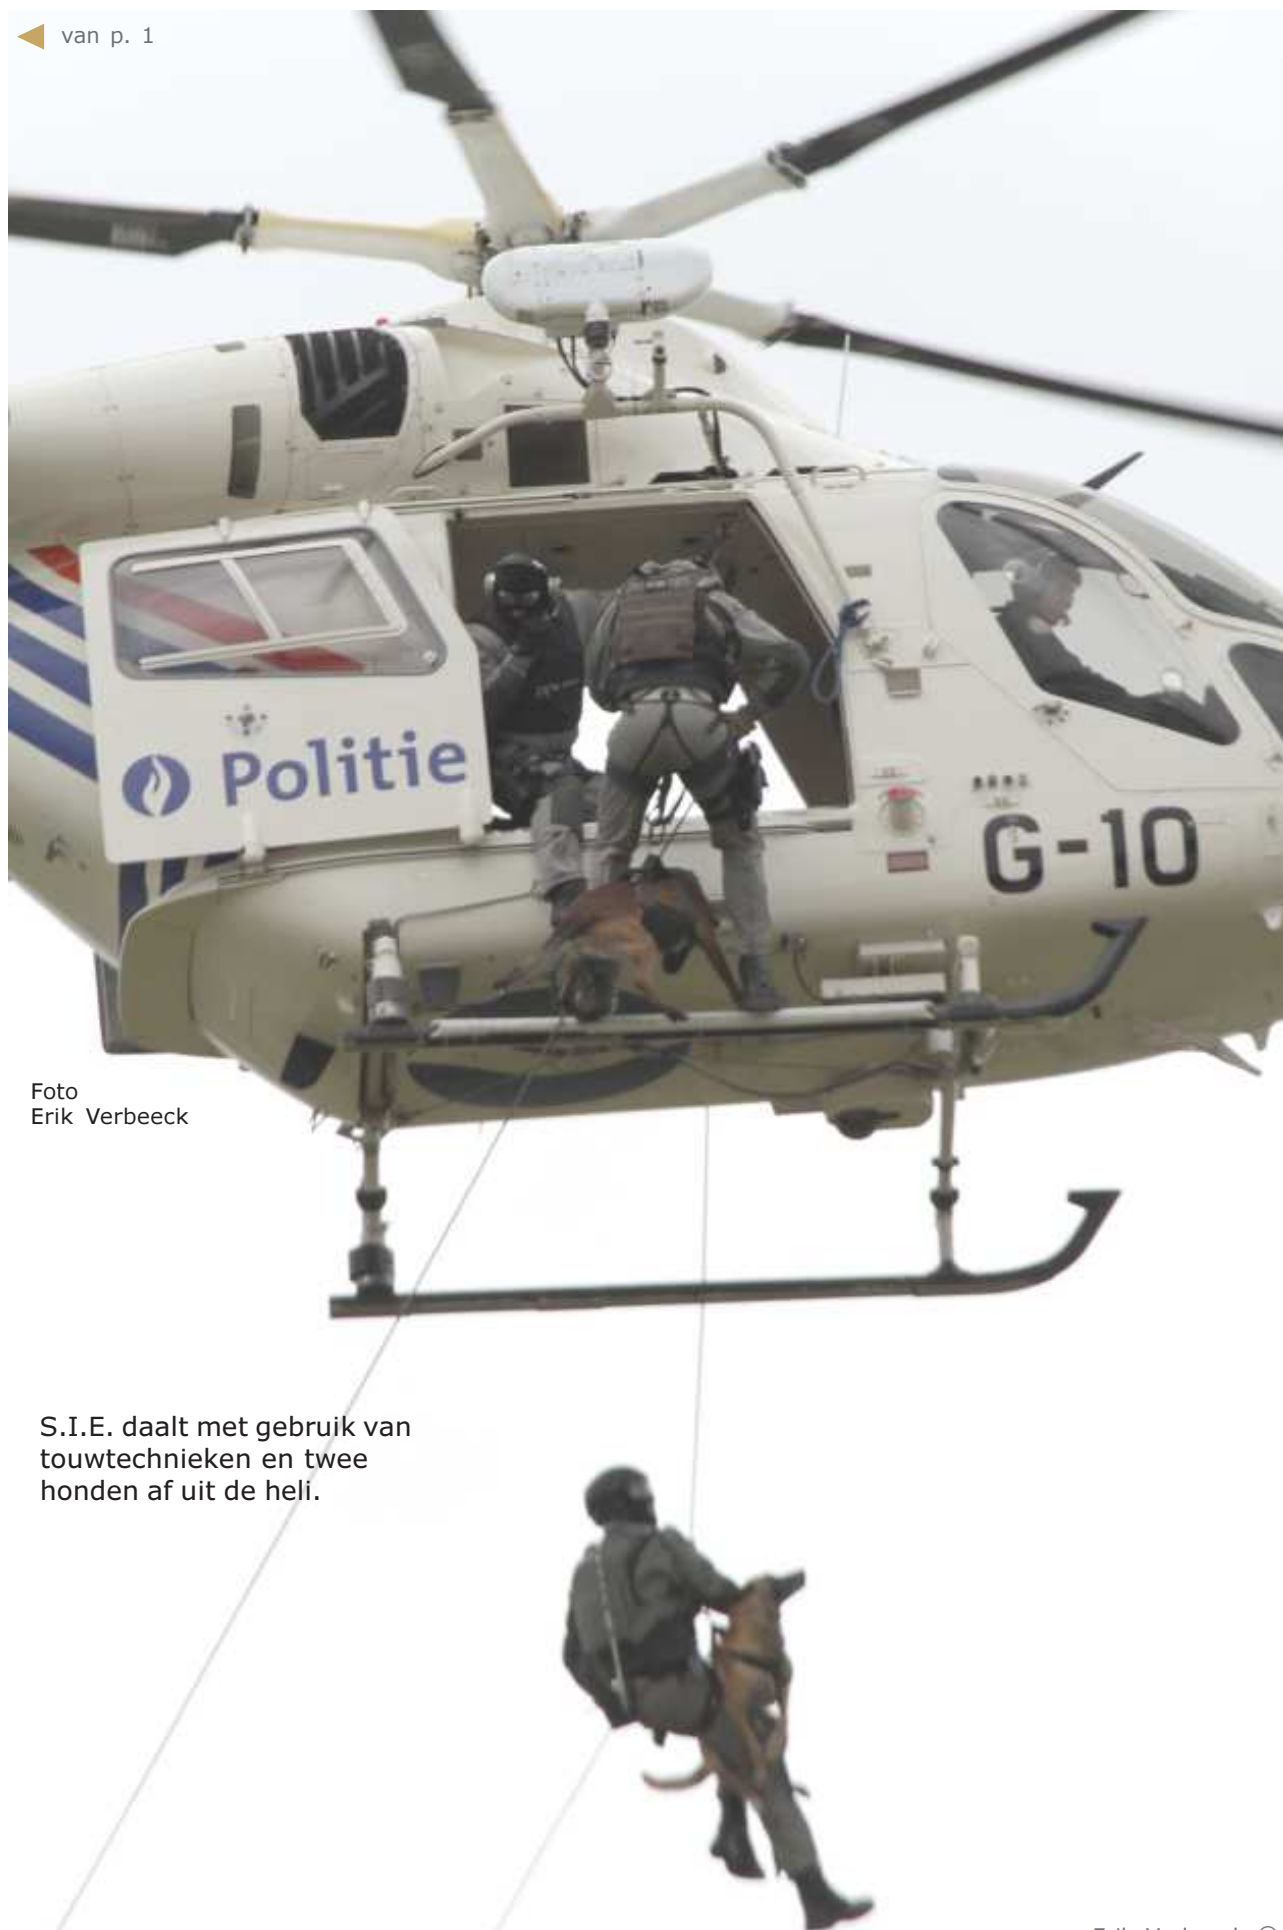 van p. 1
Politie
G-10
Foto
Erik Verbeeck
S.I.E. daalt met gebruik van
touwtechnieken en twee
honden af uit de heli.